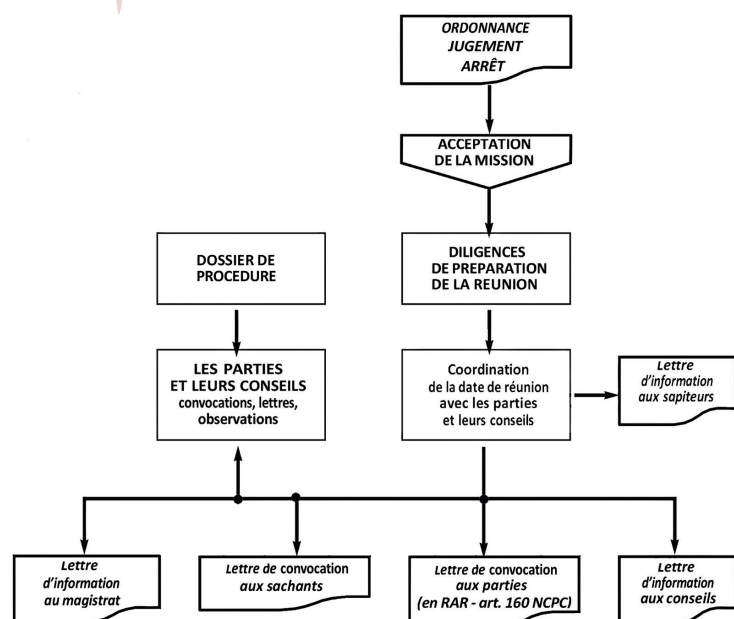 ORDONNANCE
JUGEMENT
ARRÊT
ACCEPTATION
DE LA MISSION
DOSSIER DE
PROCEDURE
DILIGENCES
DE PREPARATION
DE LA REUNION
LES PARTIES
ET LEURS CONSEILS
convocations, lettres,
observations
Coordination
de la date de réunion
avec les parties
et leurs conseils
Lettre
d’information
aux sapiteurs
Lettre
d’information
au magistrat
Lettre de convocation
aux sachants
Lettre de convocation
aux parties
(en RAR - art. 160 NCPC)
Lettre
d’information
aux conseils